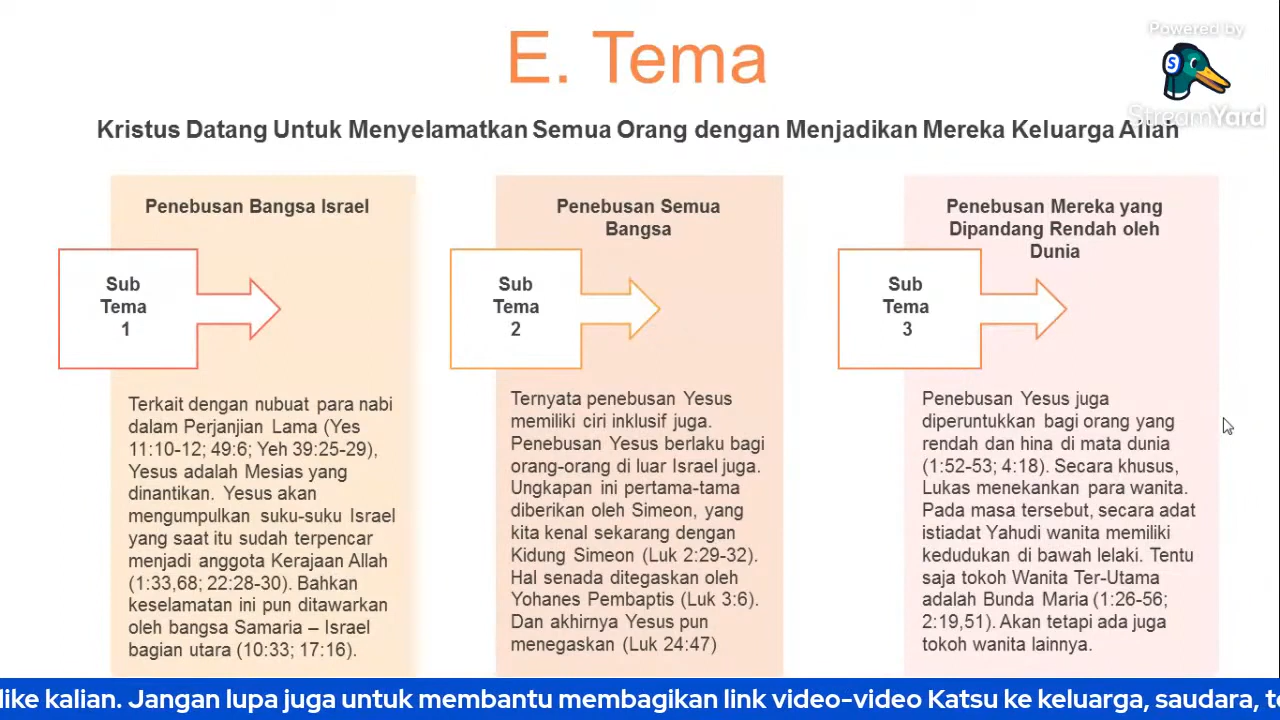 E. Tema
Powered by
StreamYard
Kristus Datang Untuk Menyelamatkan Semua Orang dengan Menjadikan Mereka Keluarga Allah
Penebusan Bangsa Israel
Sub
Tema
1
Terkait dengan nubuat para nabi
dalam Perjanjian Lama (Yes
11:10-12; 49:6; Yeh 39:25-29),
Yesus adalah Mesias yang
dinantikan. Yesus akan
mengumpulkan suku-suku Israel
yang saat itu sudah terpencar
menjadi anggota Kerajaan Allah
(1:33,68; 22:28-30). Bahkan
keselamatan ini pun ditawarkan
oleh bangsa Samaria – Israel
bagian utara (10:33; 17:16).
Penebusan Semua
Bangsa
Sub
Tema
2
Ternyata penebusan Yesus
memiliki ciri inklusif juga.
Penebusan Yesus berlaku bagi
orang-orang di luar Israel juga.
Ungkapan ini pertama-tama
diberikan oleh Simeon, yang
kita kenal sekarang dengan
Kidung Simeon (Luk 2:29-32).
Hal senada ditegaskan oleh
Yohanes Pembaptis (Luk 3:6).
Dan akhirnya Yesus pun
menegaskan (Luk 24:47)
Penebusan Mereka yang
Dipandang Rendah oleh
Dunia
Sub
Tema
3
Penebusan Yesus juga
diperuntukkan bagi orang yang
rendah dan hina di mata dunia
(1:52-53; 4:18). Secara khusus,
Lukas menekankan para wanita.
Pada masa tersebut, secara adat
istiadat Yahudi wanita memiliki
kedudukan di bawah lelaki. Tentu
saja tokoh Wanita Ter-Utama
adalah Bunda Maria (1:26-56;
2:19,51). Akan tetapi ada juga
tokoh wanita lainnya.
like kalian. Jangan lupa juga untuk membantu membagikan link video-video Katsu ke keluarga, saudara,